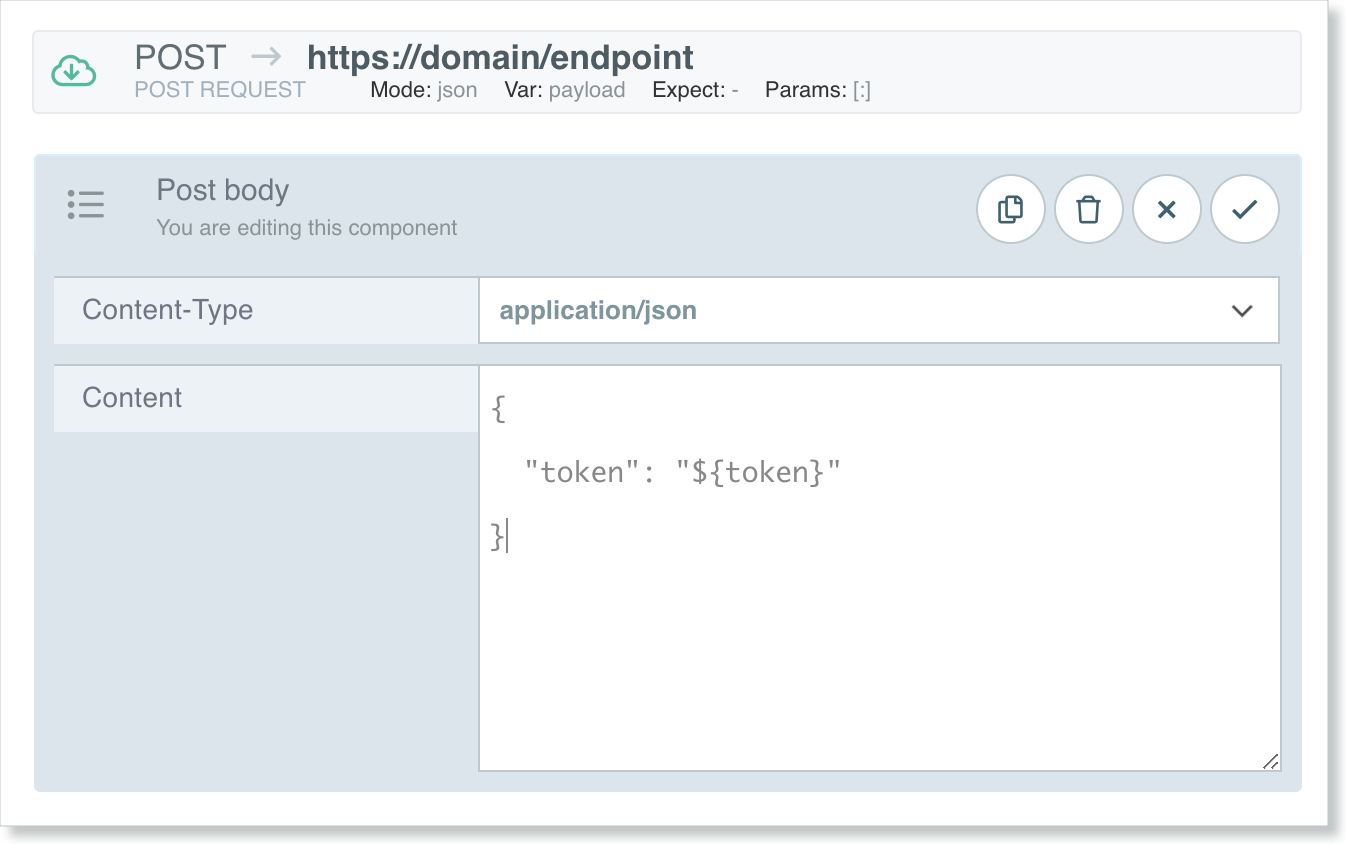 POST → https://domain/endpoint
POST REQUEST Mode: json Var: payload Expect: - Params: [:]
Post body
You are editing this component
Content-Type application/json
Content
{
  "token": "${token}"
}